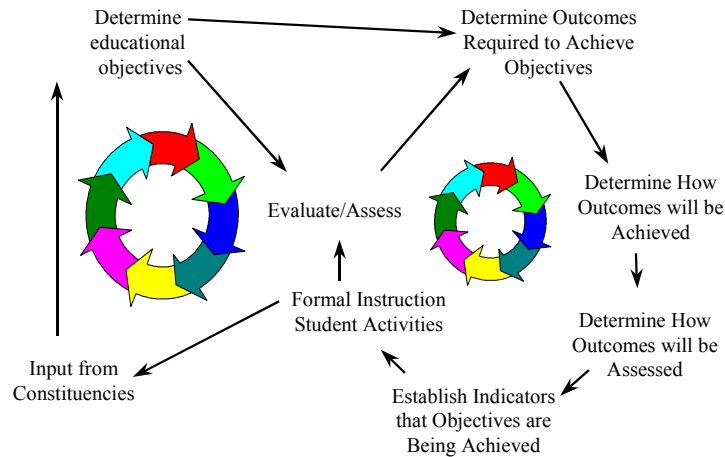 Determine
educational
objectives
Determine Outcomes
Required to Achieve
Objectives
Evaluate/Assess
Determine How
Outcomes will be
Achieved
Formal Instruction
Student Activities
Determine How
Outcomes will be
Assessed
Input from
Constituencies
Establish Indicators
that Objectives are
Being Achieved